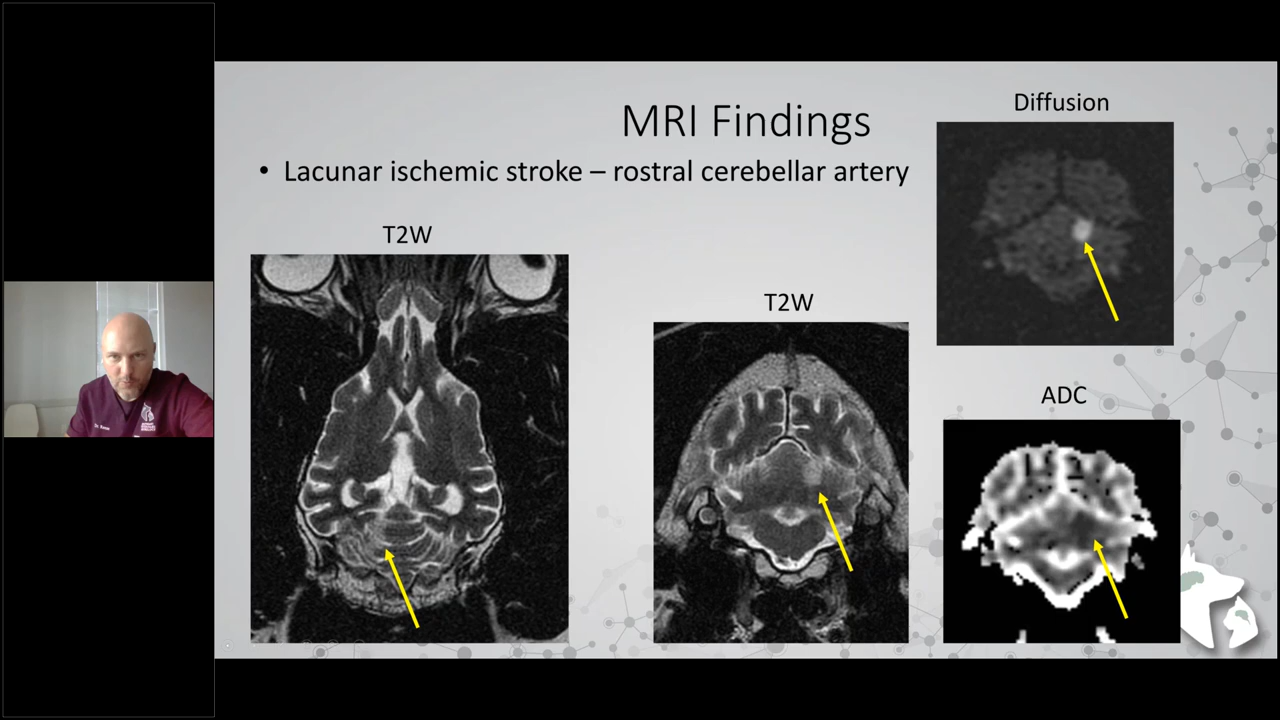 MRI Findings
• Lacunar ischemic stroke – rostral cerebellar artery
T2W
T2W
Diffusion
ADC